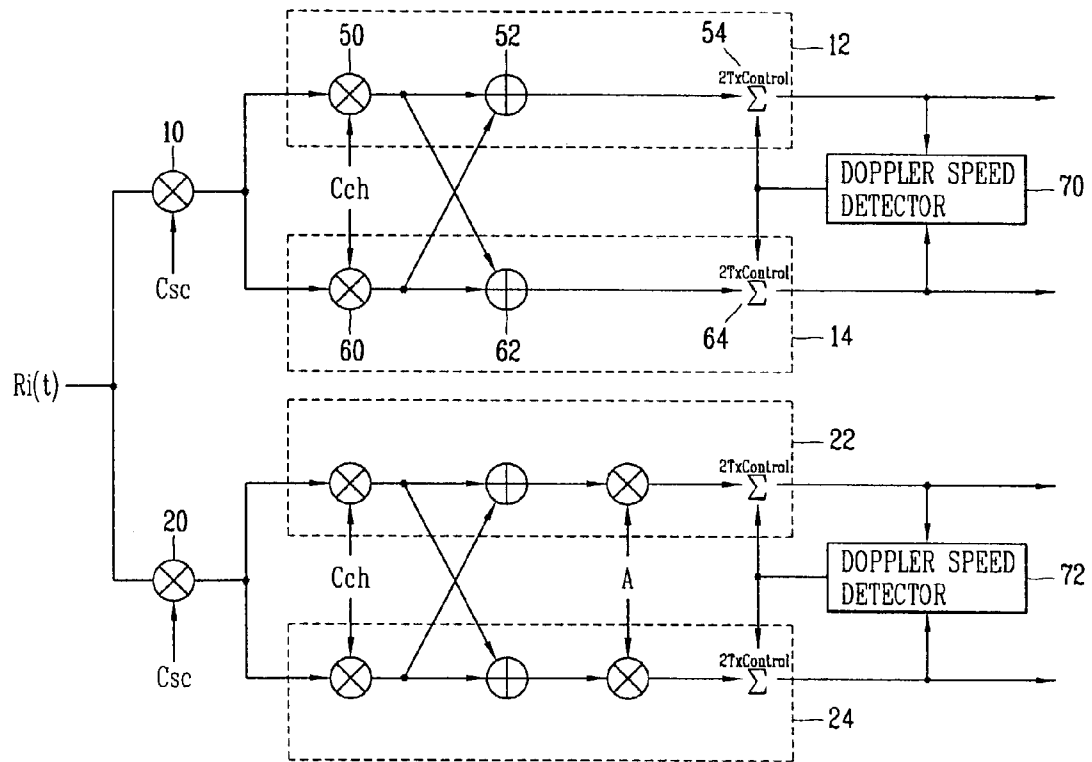 50
52
54
12
2TxControl
Σ
10
Cch
DOPPLER SPEED
DETECTOR
70
Csc
2TxControl
Σ
60
62
64
14
Ri(t)
22
2TxControl
Σ
20
Cch
A
DOPPLER SPEED
DETECTOR
72
Csc
2TxControl
Σ
24